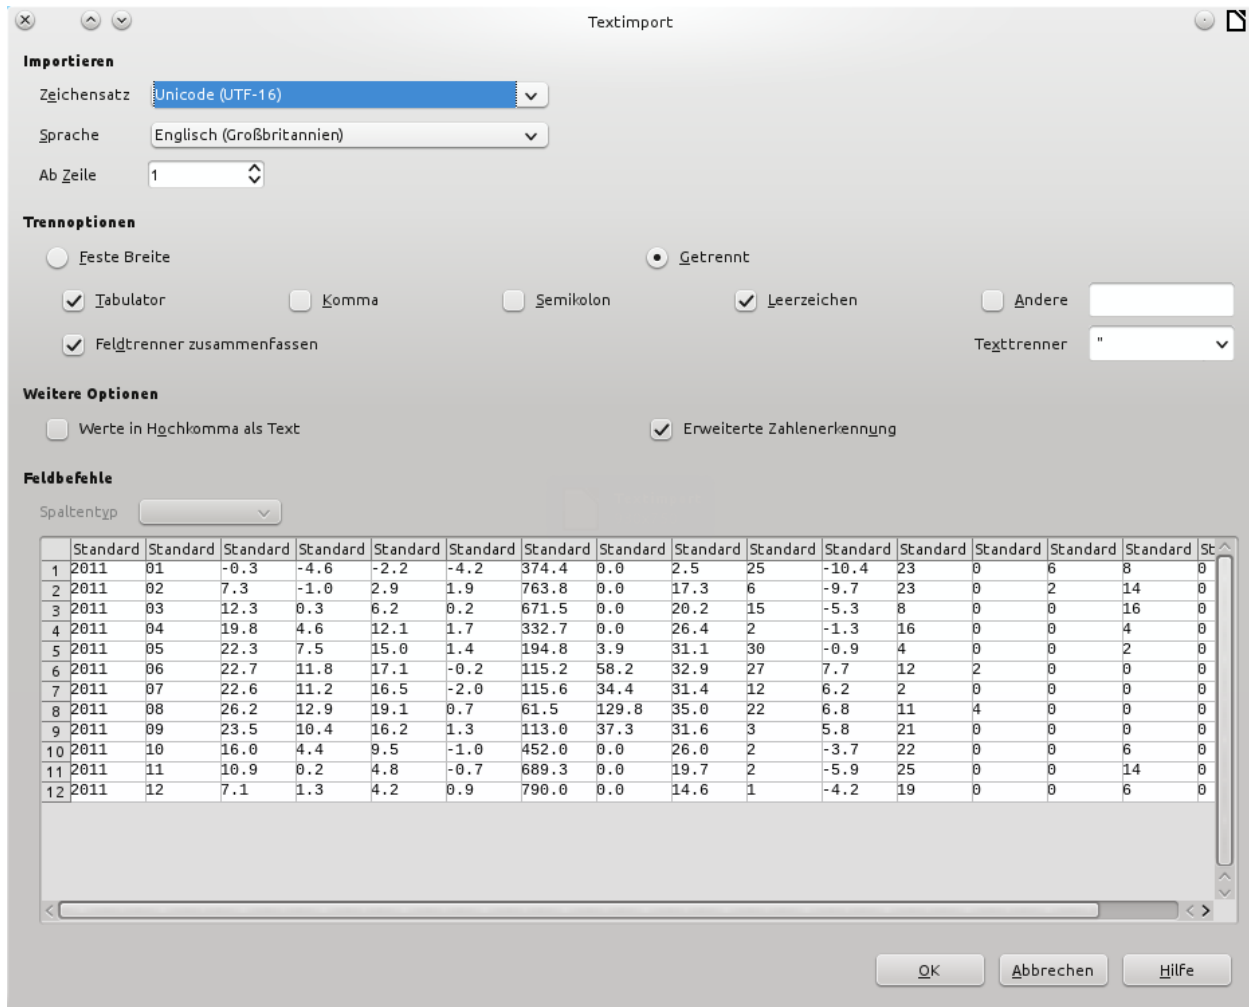 Textimport
Importieren
Zeichensatz Unicode (UTF-16)
Sprache Englisch (Großbritannien)
Ab Zeile 1
Trennoptionen
Feste Breite Getrennt
Tabulator Komma Semikolon Leerzeichen Andere
Feldtrenner zusammenfassen Texttrenner "
Weitere Optionen
Werte in Hochkomma als Text Erweiterte Zahlenerkennung
Feldbefehle
Spaltentyp
Standard Standard Standard Standard Standard Standard Standard Standard Standard Standard Standard Standard Standard Standard Standard St
1 2011 01 -0.3 -4.6 -2.2 -4.2 374.4 0.0 2.5 25 -10.4 23 0 6 8 0
2 2011 02 7.3 -1.0 2.9 1.9 763.8 0.0 17.3 6 -9.7 23 0 2 14 0
3 2011 03 12.3 0.3 6.2 0.2 671.5 0.0 20.2 15 -5.3 8 0 0 16 0
4 2011 04 19.8 4.6 12.1 1.7 332.7 0.0 26.4 2 -1.3 16 0 0 4 0
5 2011 05 22.3 7.5 15.0 1.4 194.8 3.9 31.1 30 -0.9 4 0 0 2 0
6 2011 06 22.7 11.8 17.1 -0.2 115.2 58.2 32.9 27 7.7 12 2 0 0 0
7 2011 07 22.6 11.2 16.5 -2.0 115.6 34.4 31.4 12 6.2 2 0 0 0 0
8 2011 08 26.2 12.9 19.1 0.7 61.5 129.8 35.0 22 6.8 11 4 0 0 0
9 2011 09 23.5 10.4 16.2 1.3 113.0 37.3 31.6 3 5.8 21 0 0 0 0
10 2011 10 16.0 4.4 9.5 -1.0 452.0 0.0 26.0 2 -3.7 22 0 0 6 0
11 2011 11 10.9 0.2 4.8 -0.7 689.3 0.0 19.7 2 -5.9 25 0 0 14 0
12 2011 12 7.1 1.3 4.2 0.9 790.0 0.0 14.6 1 -4.2 19 0 0 6 0
OK Abbrechen Hilfe